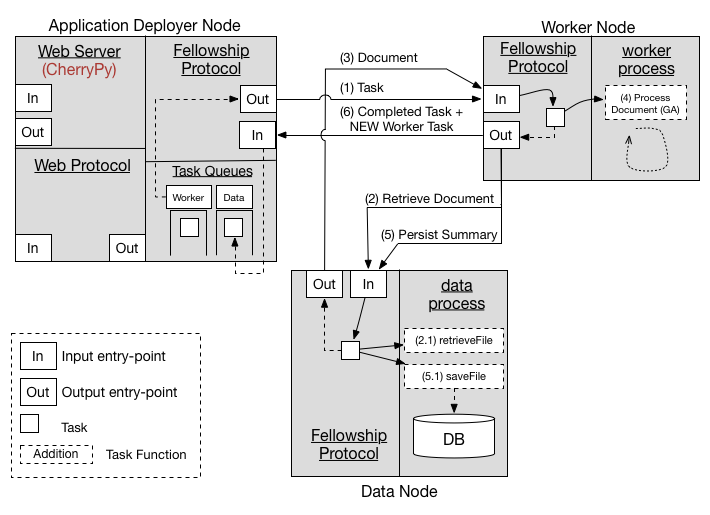 Application Deployer Node
Web Server
(CherryPy)
In
Out
Fellowship
Protocol
Out
In
Web Protocol
In
Out
Task Queues
Worker
Data
(3) Document
(1) Task
(6) Completed Task +
NEW Worker Task
(2) Retrieve Document
(5) Persist Summary
Worker Node
Fellowship
Protocol
In
Out
worker
process
(4) Process
Document (GA)
Out
In
data
process
(2.1) retrieveFile
(5.1) saveFile
DB
Fellowship
Protocol
Data Node
In
Input entry-point
Out
Output entry-point
Task
Addition
Task Function